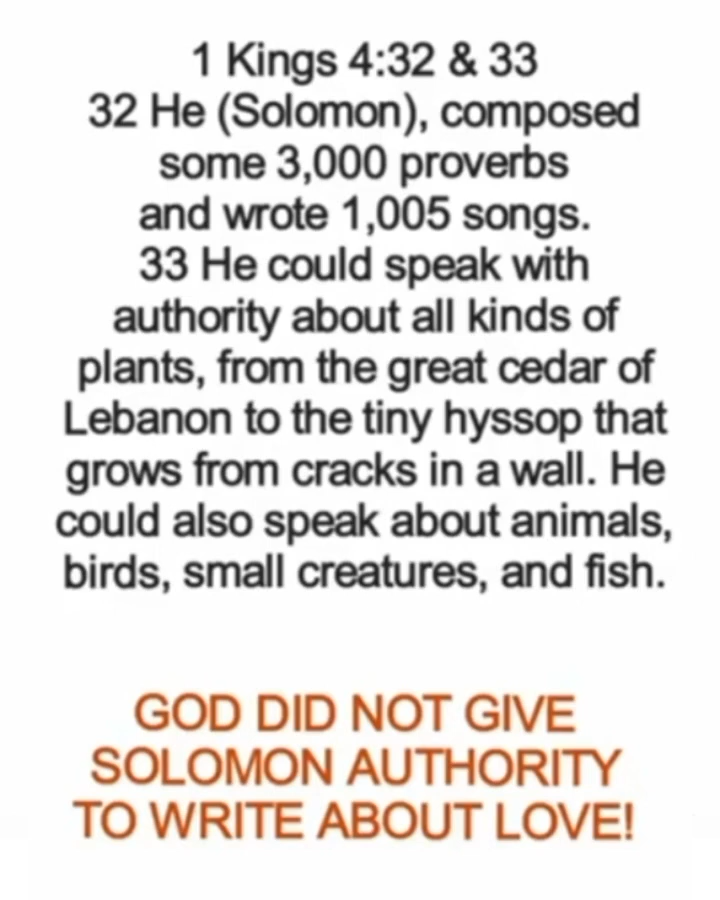 1 Kings 4:32 & 33
32 He (Solomon), composed
some 3,000 proverbs
and wrote 1,005 songs.
33 He could speak with
authority about all kinds of
plants, from the great cedar of
Lebanon to the tiny hyssop that
grows from cracks in a wall. He
could also speak about animals,
birds, small creatures, and fish.
GOD DID NOT GIVE
SOLOMON AUTHORITY
TO WRITE ABOUT LOVE!